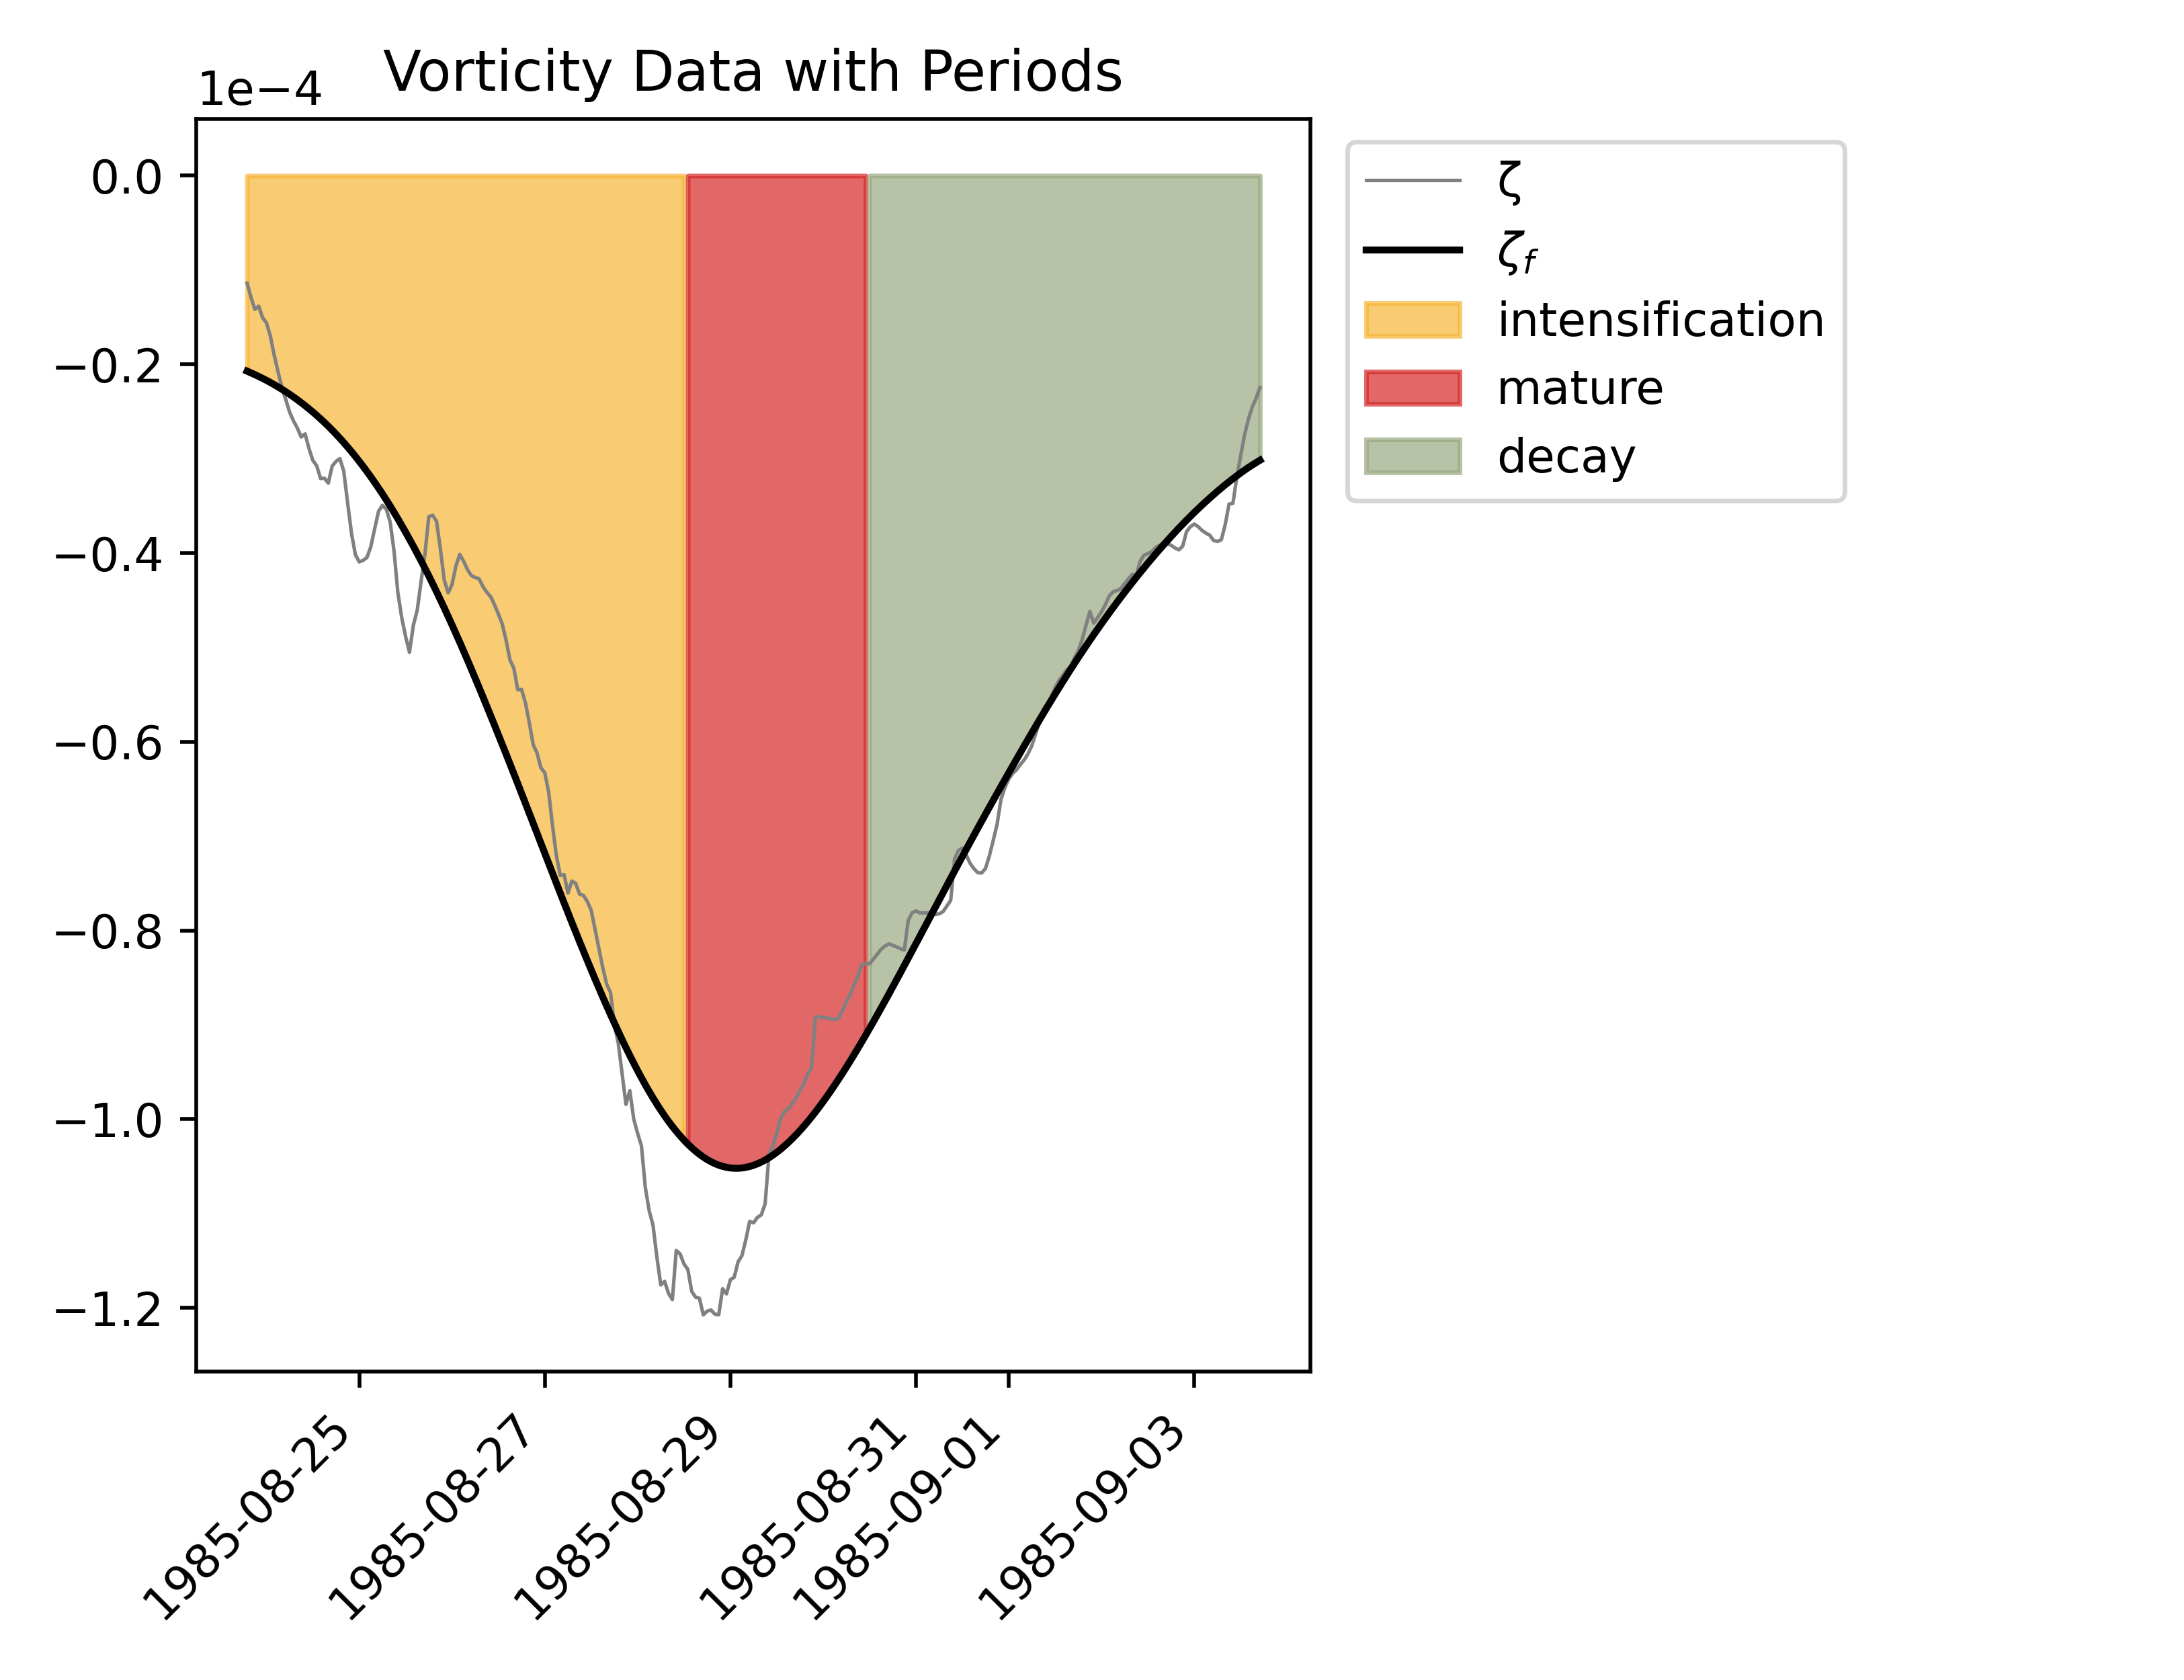 Vorticity Data with Periods
1e−4
0.0
−0.2
−0.4
−0.6
−0.8
−1.0
−1.2
1985-08-25
1985-08-27
1985-08-29
1985-08-31
1985-09-01
1985-09-03
ζ
ζf
intensification
mature
decay